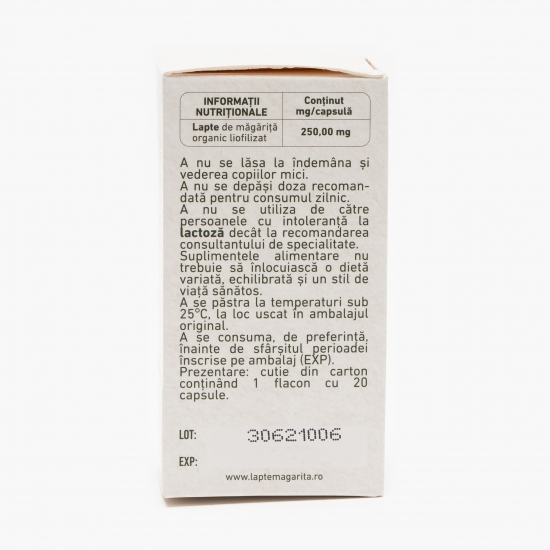 INFORMAȚII NUTRIȚIONALE
Conținut mg/capsulă
Lapte de măgăriță organic liofilizat
250,00 mg
A nu se lăsa la îndemâna și
vederea copiilor mici.
A nu se depăși doza recoman-
dată pentru consumul zilnic.
A nu se utiliza de către
persoanele cu intoleranță la
lactoză decât la recomandarea
consultantului de specialitate.
Suplimentele alimentare nu
trebuie să înlocuiască o dietă
variată, echilibrată și un stil de
viață sănătos.
A se păstra la temperaturi sub
25°C, la loc uscat în ambalajul
original.
A se consuma, de preferință,
înainte de sfârșitul perioadei
înscrise pe ambalaj (EXP).
Prezentare: cutie din carton
conținând 1 flacon cu 20
capsule.
LOT: 30621006
EXP:
www.laptemagarita.ro